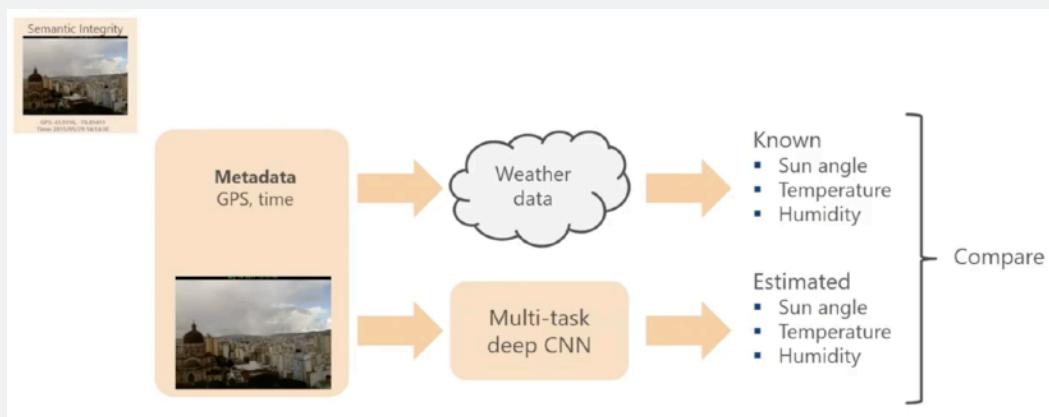 Semantic Integrity
Metadata
GPS, time
Weather
data
Known
▪ Sun angle
▪ Temperature
▪ Humidity
Compare
Multi-task
deep CNN
Estimated
▪ Sun angle
▪ Temperature
▪ Humidity